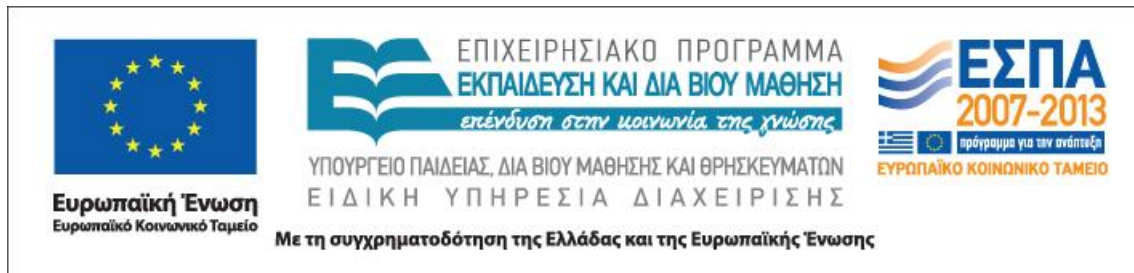 Ευρωπαϊκή Ένωση
Ευρωπαϊκό Κοινωνικό Ταμείο
ΕΠΙΧΕΙΡΗΣΙΑΚΟ ΠΡΟΓΡΑΜΜΑ
ΕΚΠΑΙΔΕΥΣΗ ΚΑΙ ΔΙΑ ΒΙΟΥ ΜΑΘΗΣΗ
επένδυση στην κοινωνία της γνώσης
ΥΠΟΥΡΓΕΙΟ ΠΑΙΔΕΙΑΣ, ΔΙΑ ΒΙΟΥ ΜΑΘΗΣΗΣ ΚΑΙ ΘΡΗΣΚΕΥΜΑΤΩΝ
ΕΙΔΙΚΗ ΥΠΗΡΕΣΙΑ ΔΙΑΧΕΙΡΙΣΗΣ
ΕΣΠΑ
2007-2013
πρόγραμμα για την ανάπτυξη
ΕΥΡΩΠΑΪΚΟ ΚΟΙΝΩΝΙΚΟ ΤΑΜΕΙΟ
Με τη συγχρηματοδότηση της Ελλάδας και της Ευρωπαϊκής Ένωσης